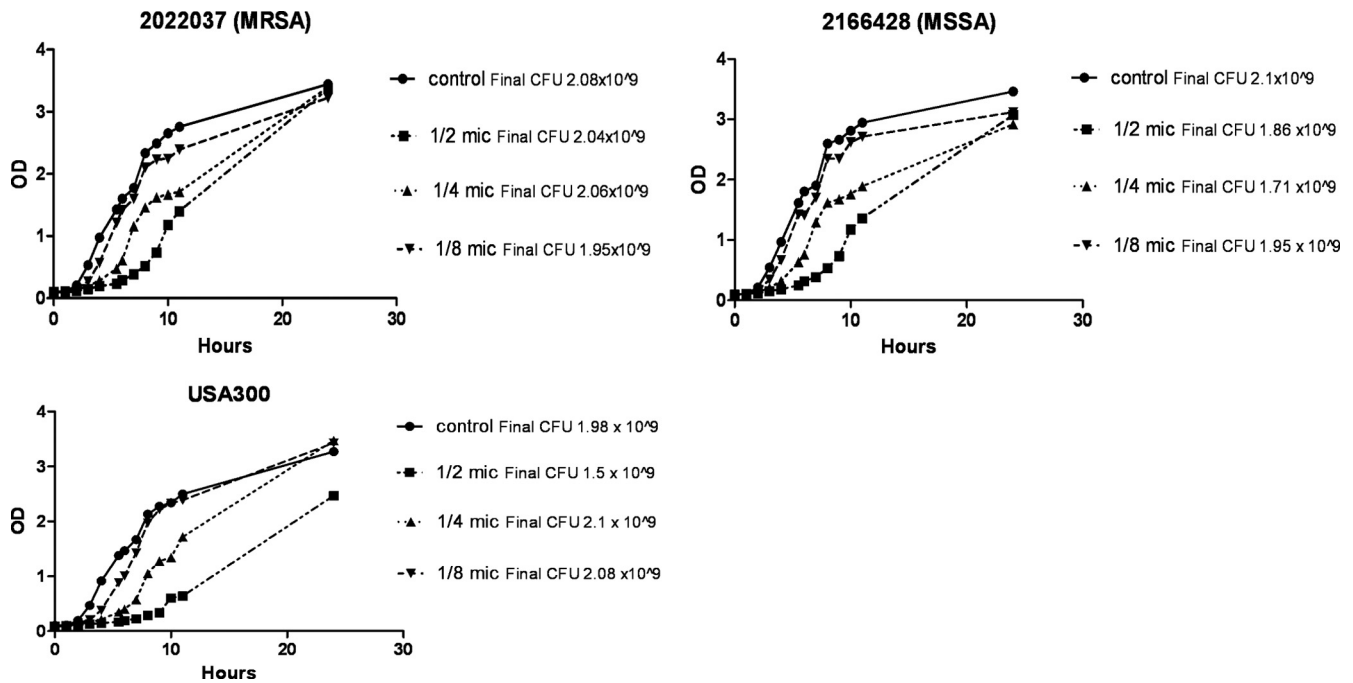 2022037 (MRSA)
4
3
2
1
0
OD
0
10
20
30
Hours
control Final CFU 2.08x10^9
1/2 mic Final CFU 2.04x10^9
1/4 mic Final CFU 2.06x10^9
1/8 mic Final CFU 1.95x10^9
2166428 (MSSA)
4
3
2
1
0
OD
0
10
20
30
Hours
control Final CFU 2.1x10^9
1/2 mic Final CFU 1.86 x10^9
1/4 mic Final CFU 1.71 x10^9
1/8 mic Final CFU 1.95 x 10^9
USA300
4
3
2
1
0
OD
0
10
20
30
Hours
control Final CFU 1.98 x 10^9
1/2 mic Final CFU 1.5 x 10^9
1/4 mic Final CFU 2.1 x 10^9
1/8 mic Final CFU 2.08 x10^9